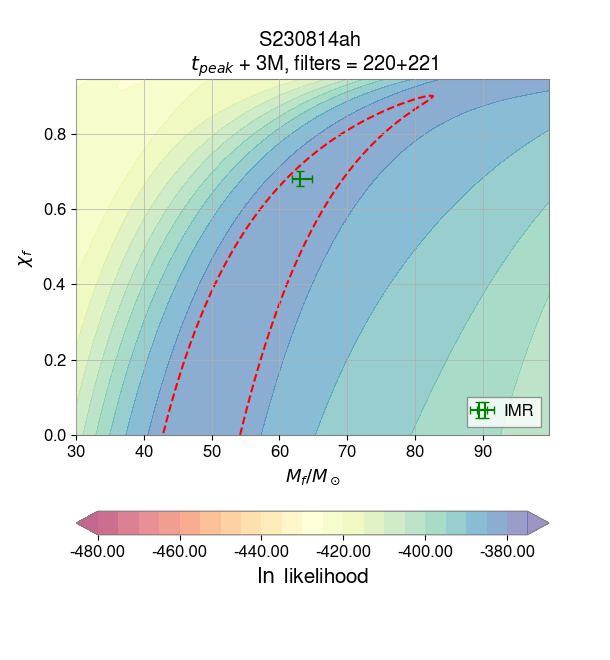 S230814ah
t_peak + 3M, filters = 220+221
χ_f
0.8
0.6
0.4
0.2
0.0
IMR
30 40 50 60 70 80 90
M_f/M_⊙
-480.00 -460.00 -440.00 -420.00 -400.00 -380.00
ln likelihood